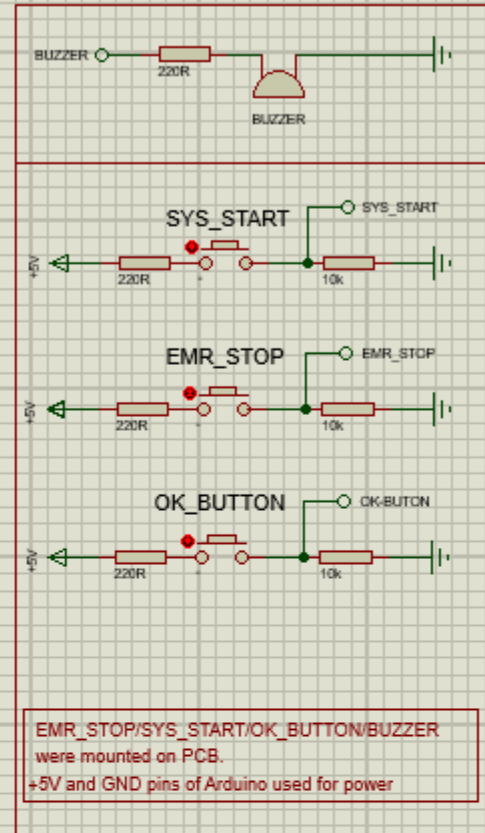 BUZZER
220R
BUZZER
SYS_START
SYS_START
+5V
220R
10k
EMR_STOP
EMR_STOP
+5V
220R
10k
OK_BUTTON
OK-BUTON
+5V
220R
10k
EMR_STOP/SYS_START/OK_BUTTON/BUZZER
were mounted on PCB.
+5V and GND pins of Arduino used for power